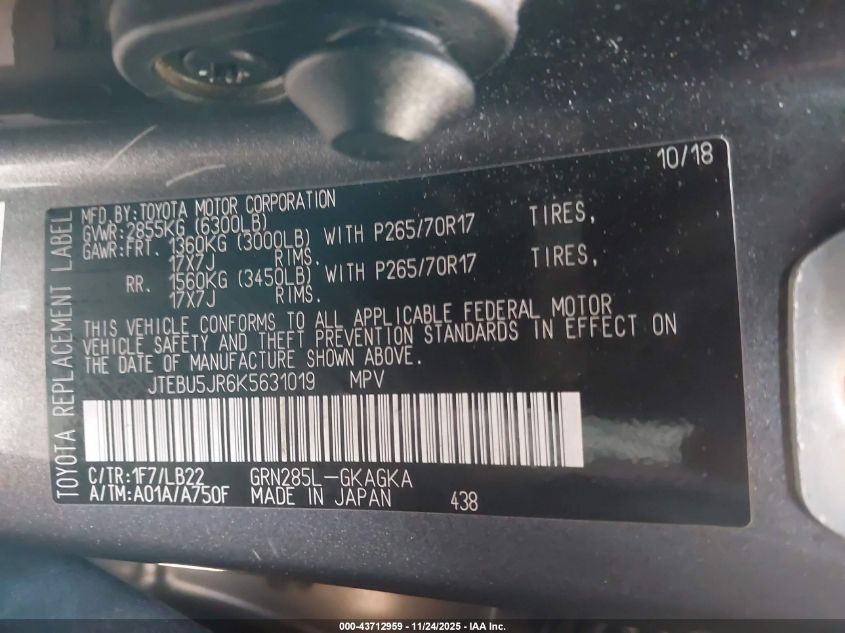 10/18
TOYOTA REPLACEMENT LABEL
MFD.BY:TOYOTA MOTOR CORPORATION
GVWR:2855KG (6300LB)
GAWR:FRT. 1360KG (3000LB) WITH P265/70R17 TIRES,
17X7J RIMS.
RR. 1560KG (3450LB) WITH P265/70R17 TIRES,
17X7J RIMS.
THIS VEHICLE CONFORMS TO ALL APPLICABLE FEDERAL MOTOR
VEHICLE SAFETY AND THEFT PREVENTION STANDARDS IN EFFECT ON
THE DATE OF MANUFACTURE SHOWN ABOVE.
JTEBU5JR6K5631019 MPV
C/TR:1F7/LB22 GRN285L-GKAGKA
A/TM:A01A/A750F MADE IN JAPAN 438
000-43712959 - 11/24/2025 - IAA Inc.